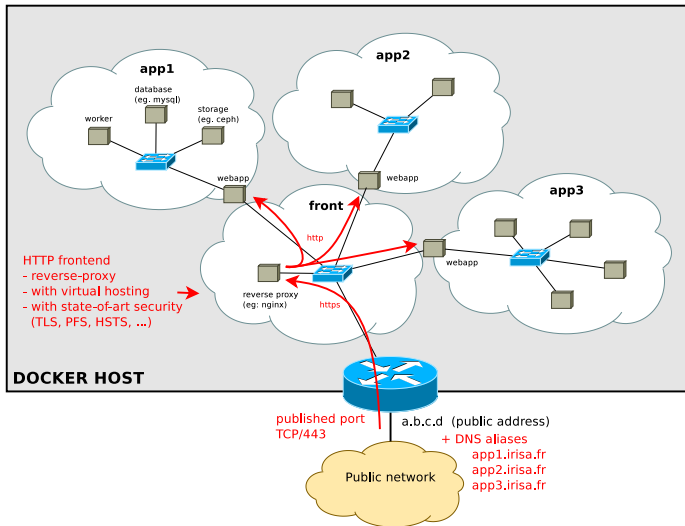 app1
database
(eg. mysql)
worker
storage
(eg. ceph)
webapp
app2
webapp
app3
webapp
front
http
HTTP frontend
- reverse-proxy
- with virtual hosting
- with state-of-art security
(TLS, PFS, HSTS, ...)
reverse proxy
(eg: nginx)
https
DOCKER HOST
published port
TCP/443
a.b.c.d (public address)
+ DNS aliases
app1.irisa.fr
app2.irisa.fr
app3.irisa.fr
Public network